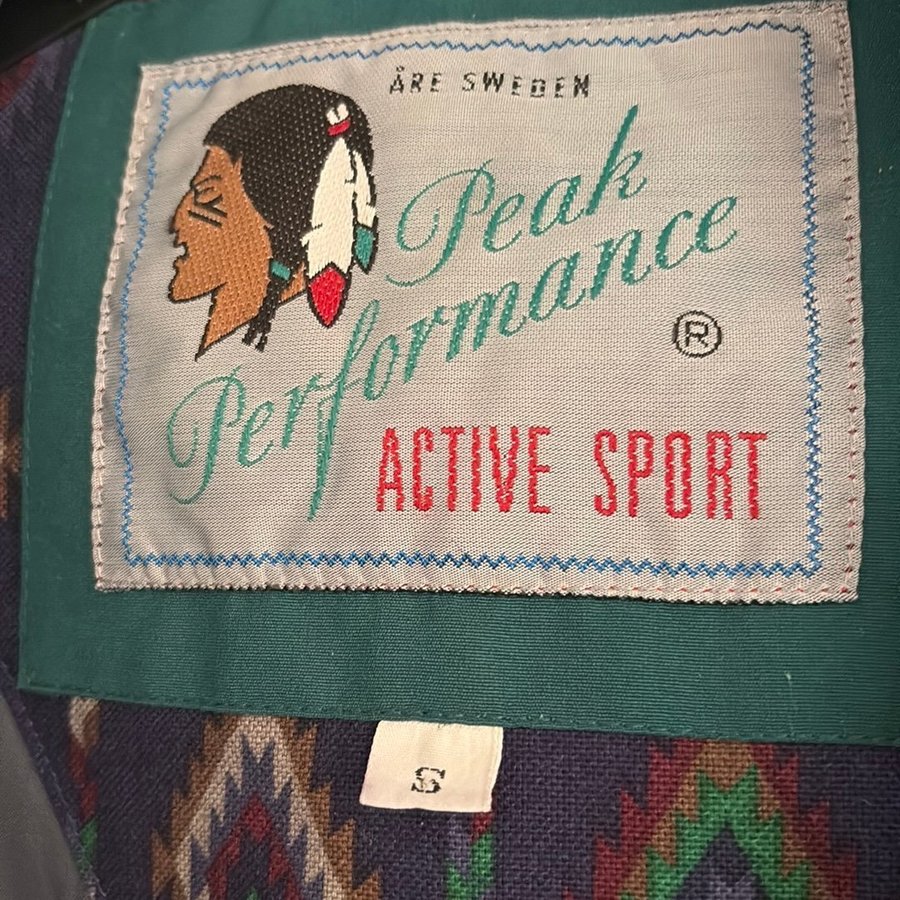 ÅRE SWEDEN
Peak
Performance
®
ACTIVE SPORT
S